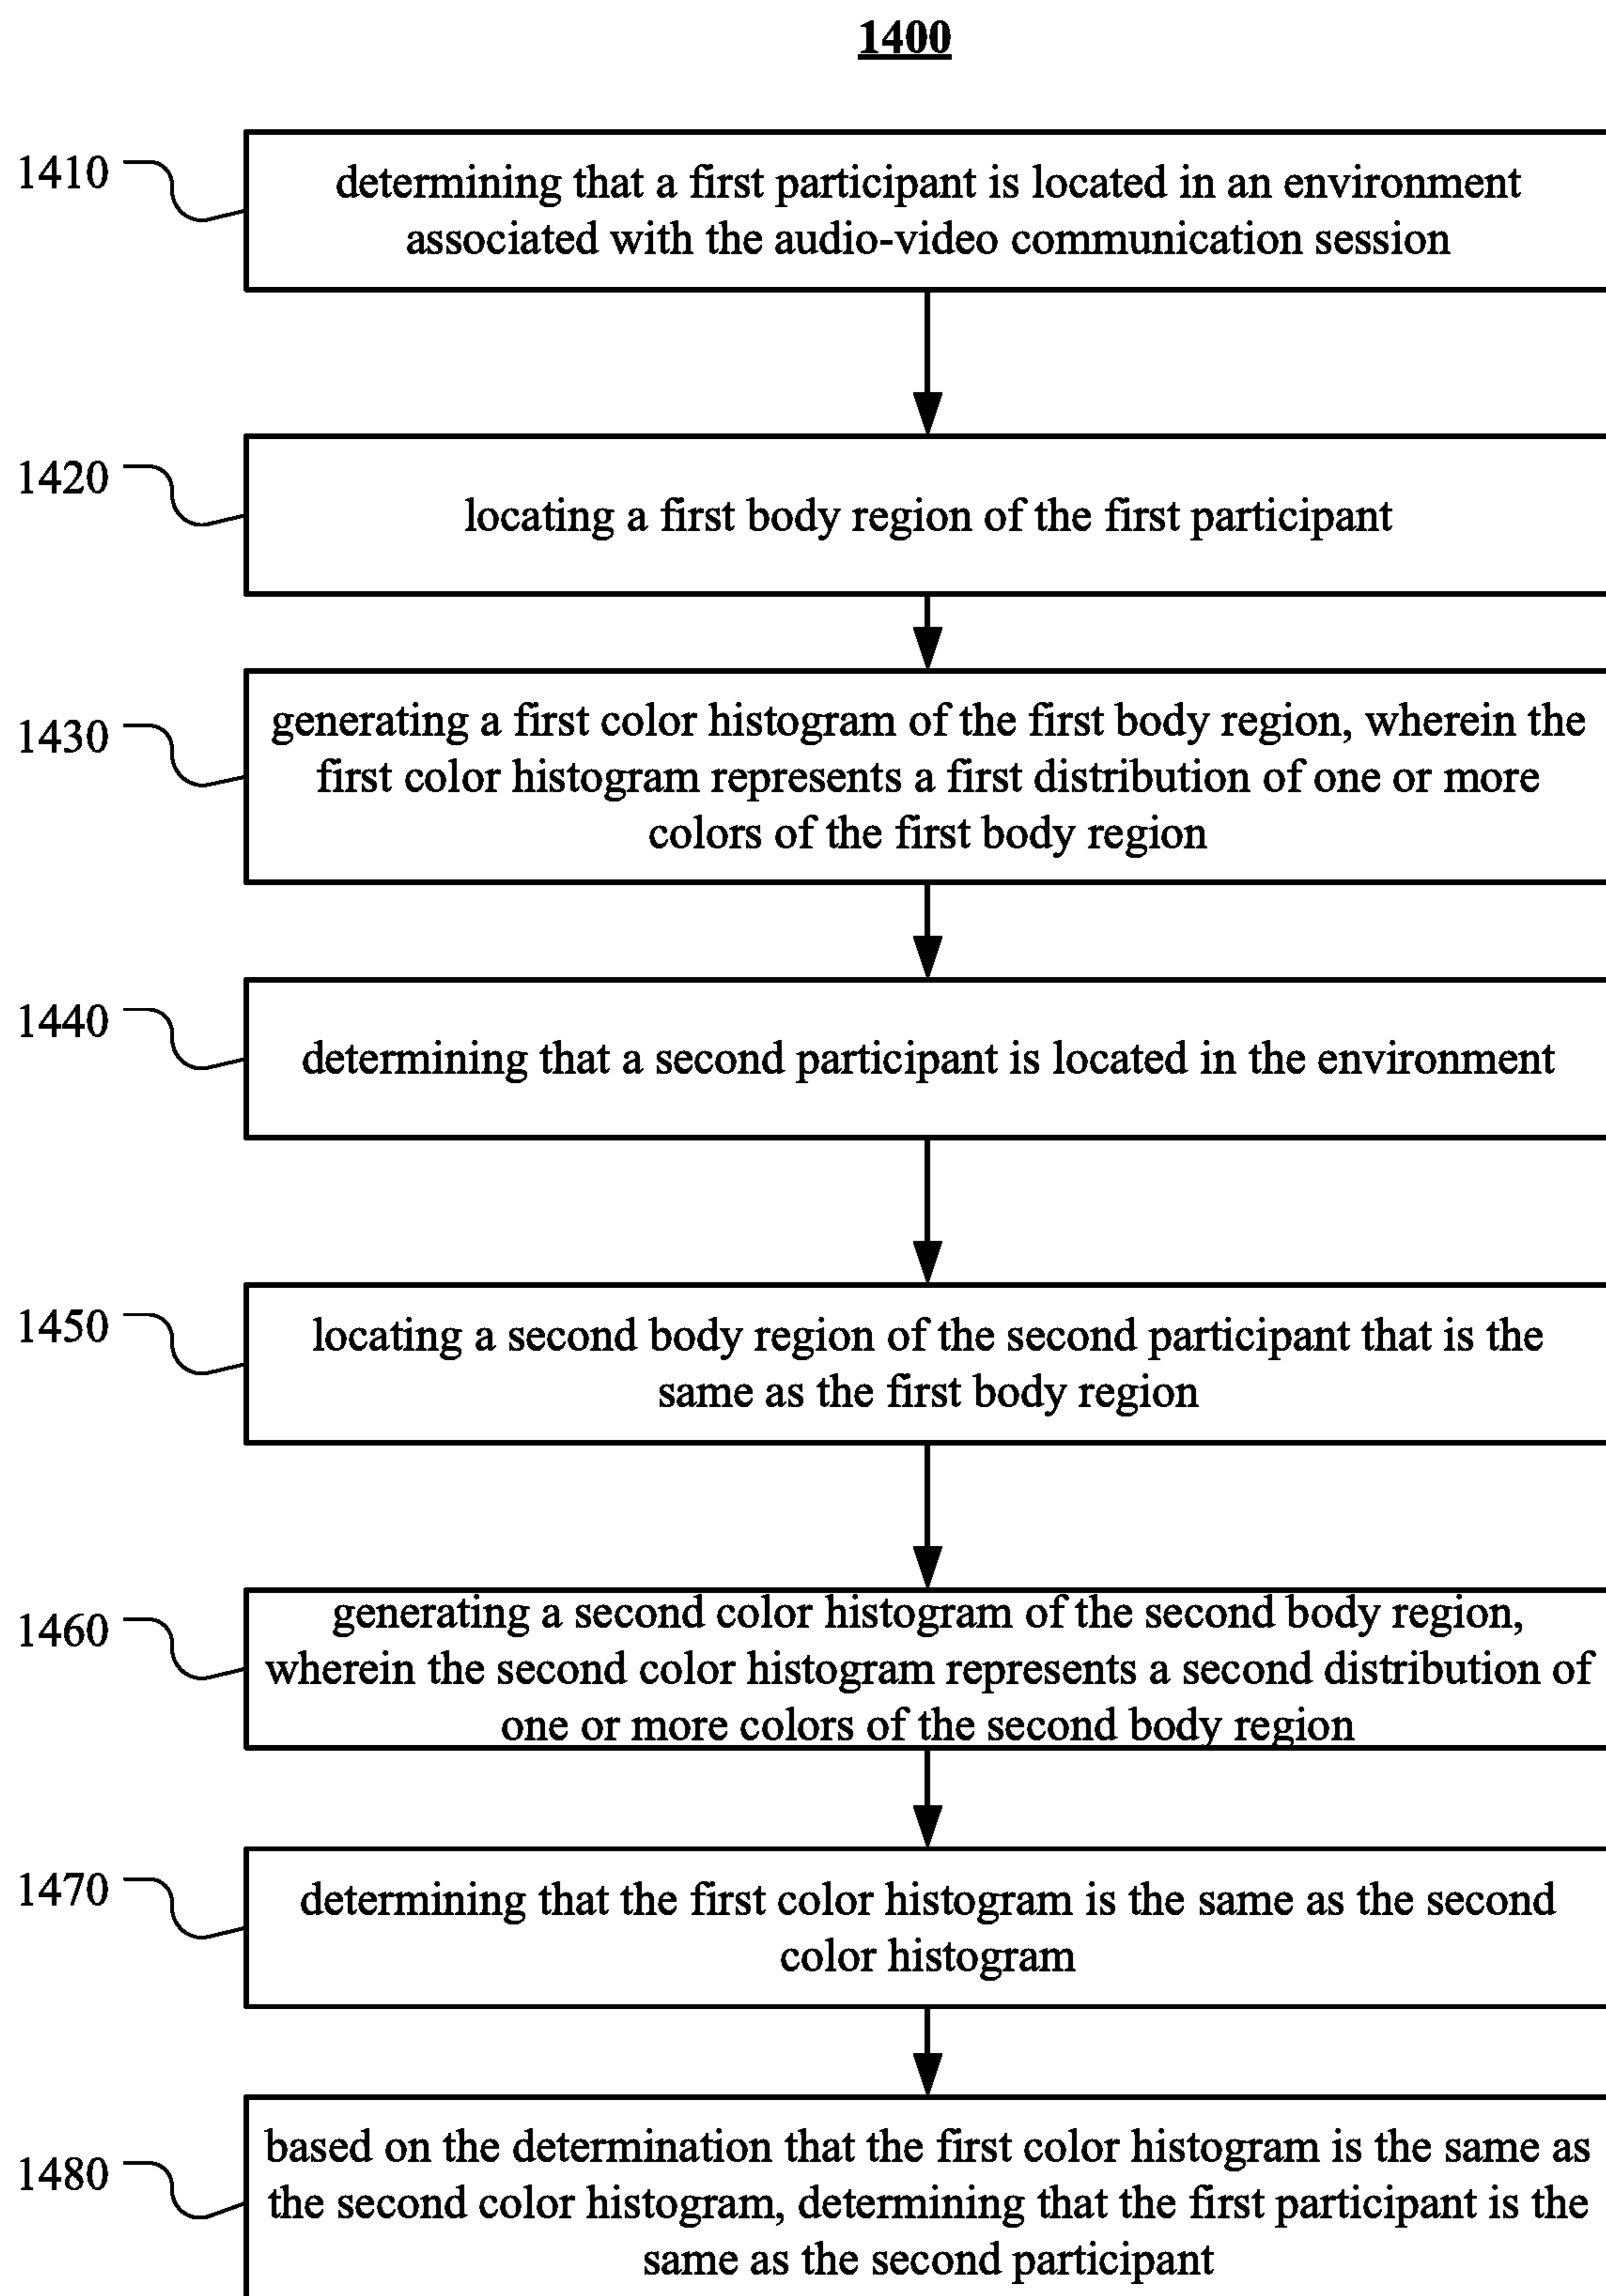 1400
1410
determining that a first participant is located in an environment
associated with the audio-video communication session
1420
locating a first body region of the first participant
1430
generating a first color histogram of the first body region, wherein the
first color histogram represents a first distribution of one or more
colors of the first body region
1440
determining that a second participant is located in the environment
1450
locating a second body region of the second participant that is the
same as the first body region
1460
generating a second color histogram of the second body region,
wherein the second color histogram represents a second distribution of
one or more colors of the second body region
1470
determining that the first color histogram is the same as the second
color histogram
1480
based on the determination that the first color histogram is the same as
the second color histogram, determining that the first participant is the
same as the second participant